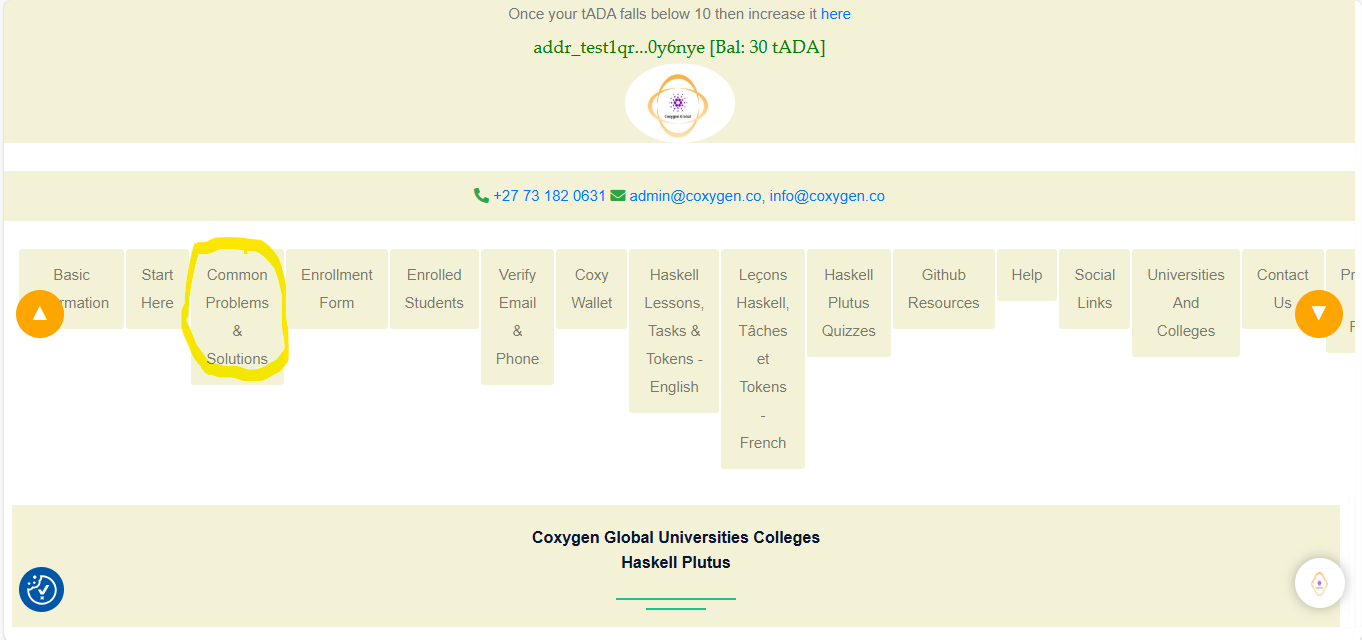 Once your tADA falls below 10 then increase it here
addr_test1qr...0y6nye [Bal: 30 tADA]
Coxygen Global
+27 73 182 0631 admin@coxygen.co, info@coxygen.co
Basic
rmation
Start
Here
Common
Problems
&
Solutions
Enrollment
Form
Enrolled
Students
Verify
Email
&
Phone
Coxy
Wallet
Haskell
Lessons,
Tasks &
Tokens -
English
Leçons
Haskell,
Tâches
et
Tokens
-
French
Haskell
Plutus
Quizzes
Github
Resources
Help
Social
Links
Universities
And
Colleges
Contact
Us
Pr
F
Coxygen Global Universities Colleges
Haskell Plutus